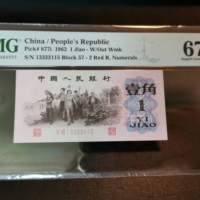 MG
China / People's Republic
Pick# 877i 1962 1 Jiao - W/Out Wmk
S/N 13333115 Block 57 - 2 Red R. Numerals
67
中国人民银行
壹角
1
YI
JIAO